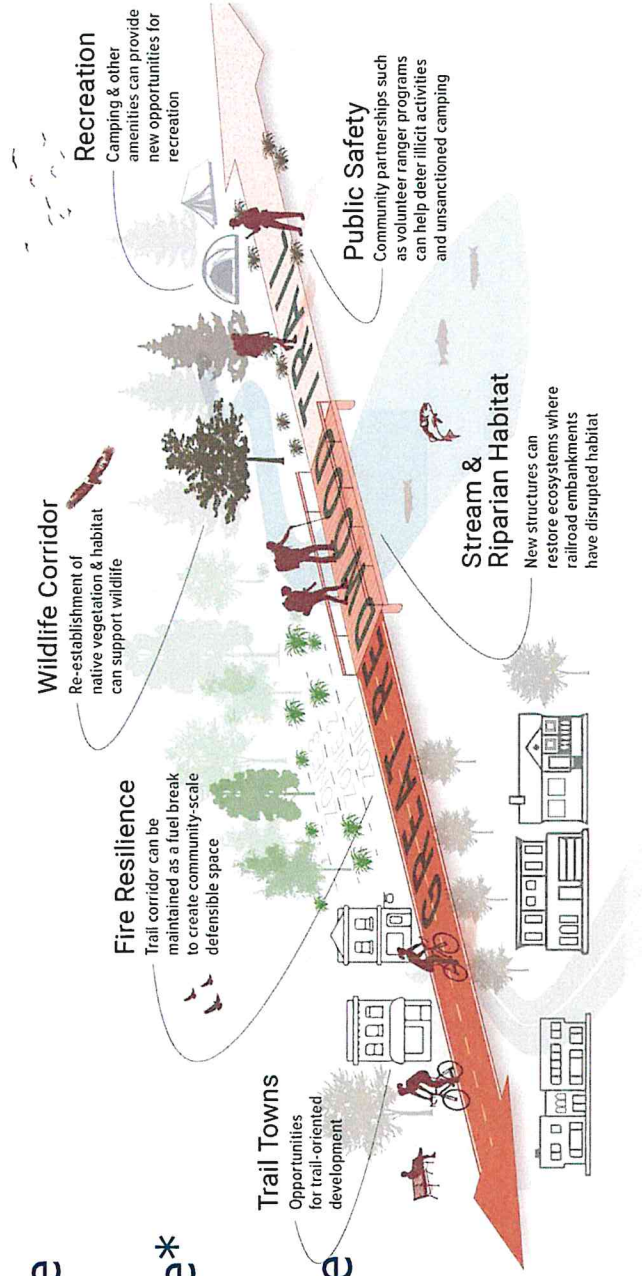 e
e*
e
Trail Towns
Opportunities
for trail-oriented
development
Fire Resilience
Trail corridor can be
maintained as a fuel break
to create community-scale
defensible space
Wildlife Corridor
Re-establishment of
native vegetation & habitat
can support wildlife
Recreation
Camping & other
amenities can provide
new opportunities for
recreation
GREAT REDWOOD TRAIL
Stream &
Riparian Habitat
New structures can
restore ecosystems where
railroad embankments
have disrupted habitat
Public Safety
Community partnerships such
as volunteer ranger programs
can help deter illicit activities
and unsanctioned camping